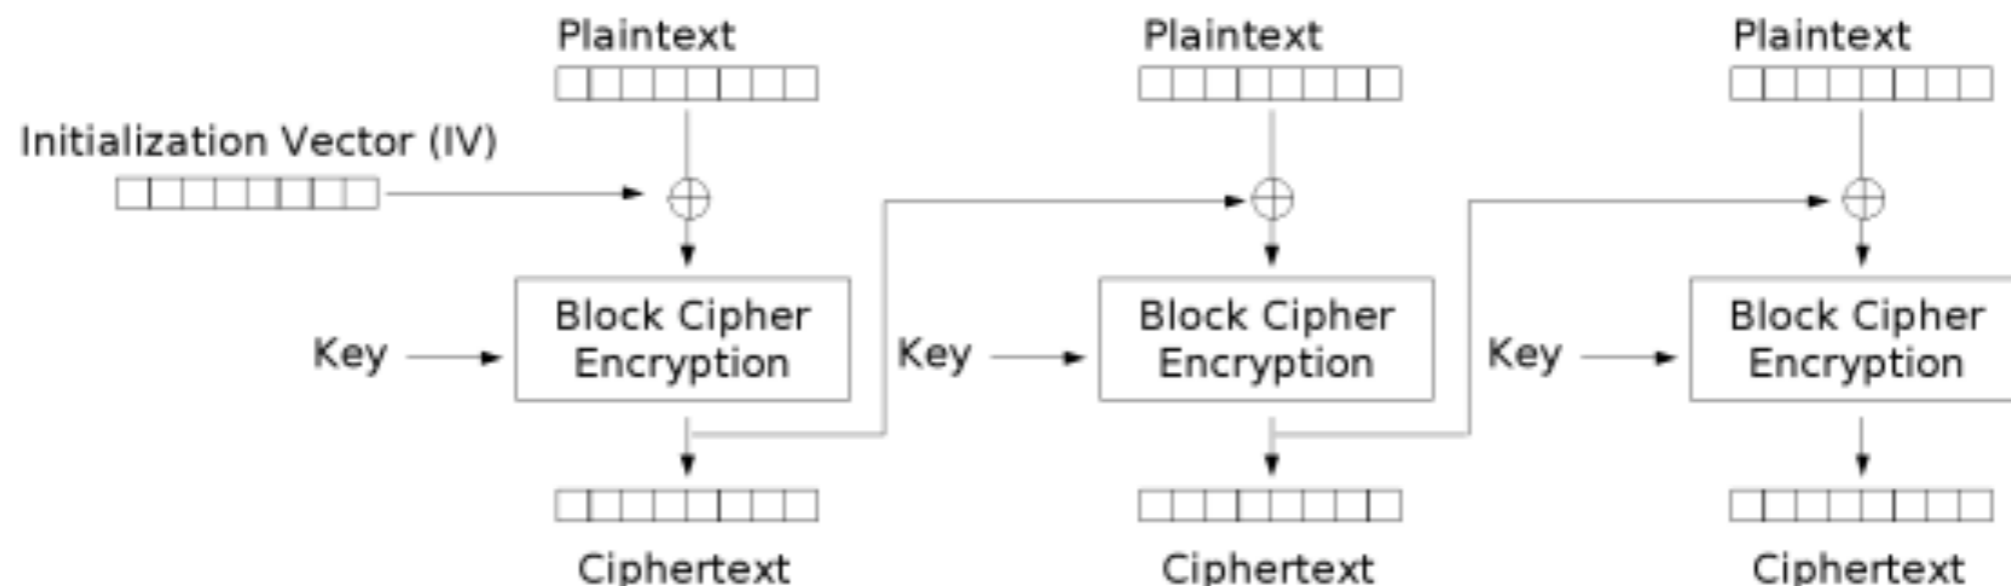 Plaintext
Plaintext
Plaintext
Initialization Vector (IV)
Key
Block Cipher
Encryption
Key
Block Cipher
Encryption
Key
Block Cipher
Encryption
Ciphertext
Ciphertext
Ciphertext